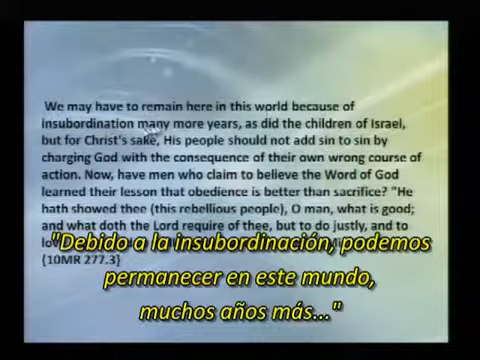 We may have to remain here in this world because of
insubordination many more years, as did the children of Israel,
but for Christ's sake, His people should not add sin to sin by
charging God with the consequence of their own wrong course of
action. Now, have men who claim to believe the Word of God
learned their lesson that obedience is better than sacrifice? "He
hath showed thee (this rebellious people), O man, what is good;
and what doth the Lord require of thee, but to do justly, and to
{10MR 277.3}
"Debido a la insubordinación, podemos
permanecer en este mundo,
muchos años más..."